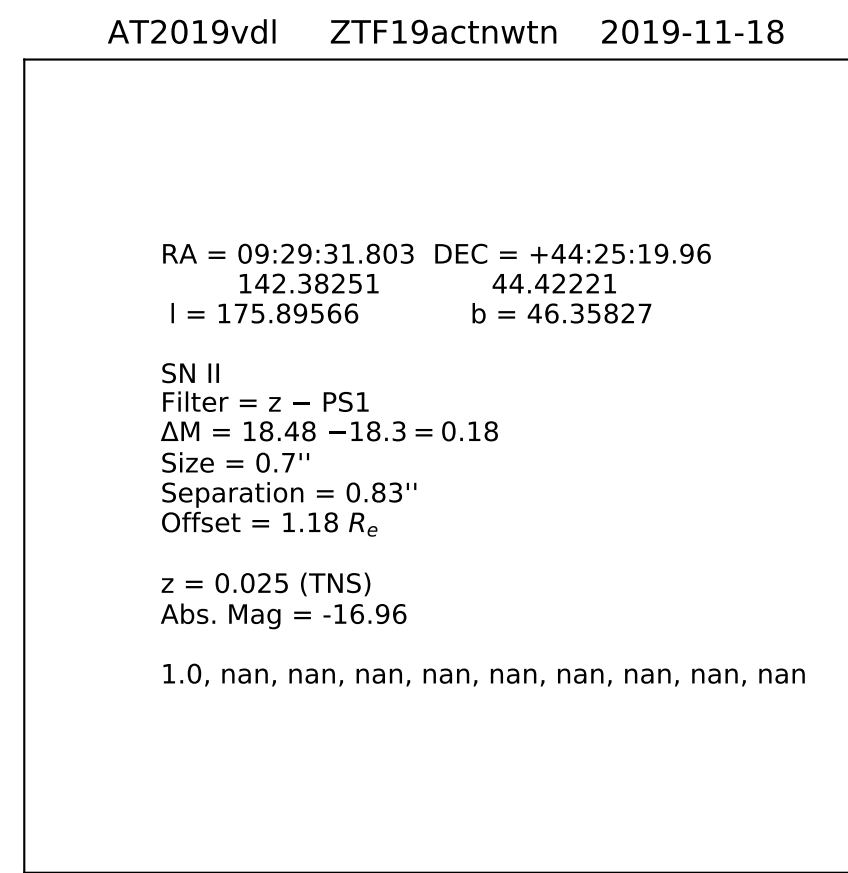 AT2019vdl ZTF19actnwtn 2019-11-18
RA = 09:29:31.803 DEC = +44:25:19.96
142.38251 44.42221
l = 175.89566 b = 46.35827
SN II
Filter = z − PS1
ΔM = 18.48 −18.3 = 0.18
Size = 0.7''
Separation = 0.83''
Offset = 1.18 Rₑ
z = 0.025 (TNS)
Abs. Mag = -16.96
1.0, nan, nan, nan, nan, nan, nan, nan, nan, nan